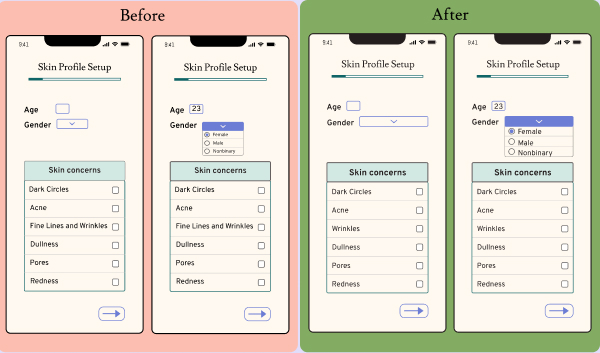 Before
9:41
Skin Profile Setup
Age
Gender
Skin concerns
Dark Circles
Acne
Fine Lines and Wrinkles
Dullness
Pores
Redness
9:41
Skin Profile Setup
Age 23
Gender
Female
Male
Nonbinary
Skin concerns
Dark Circles
Acne
Fine Lines and Wrinkles
Dullness
Pores
Redness
After
9:41
Skin Profile Setup
Age
Gender
Skin concerns
Dark Circles
Acne
Wrinkles
Dullness
Pores
Redness
9:41
Skin Profile Setup
Age 23
Gender
Female
Male
Nonbinary
Skin concerns
Dark Circles
Acne
Wrinkles
Dullness
Pores
Redness